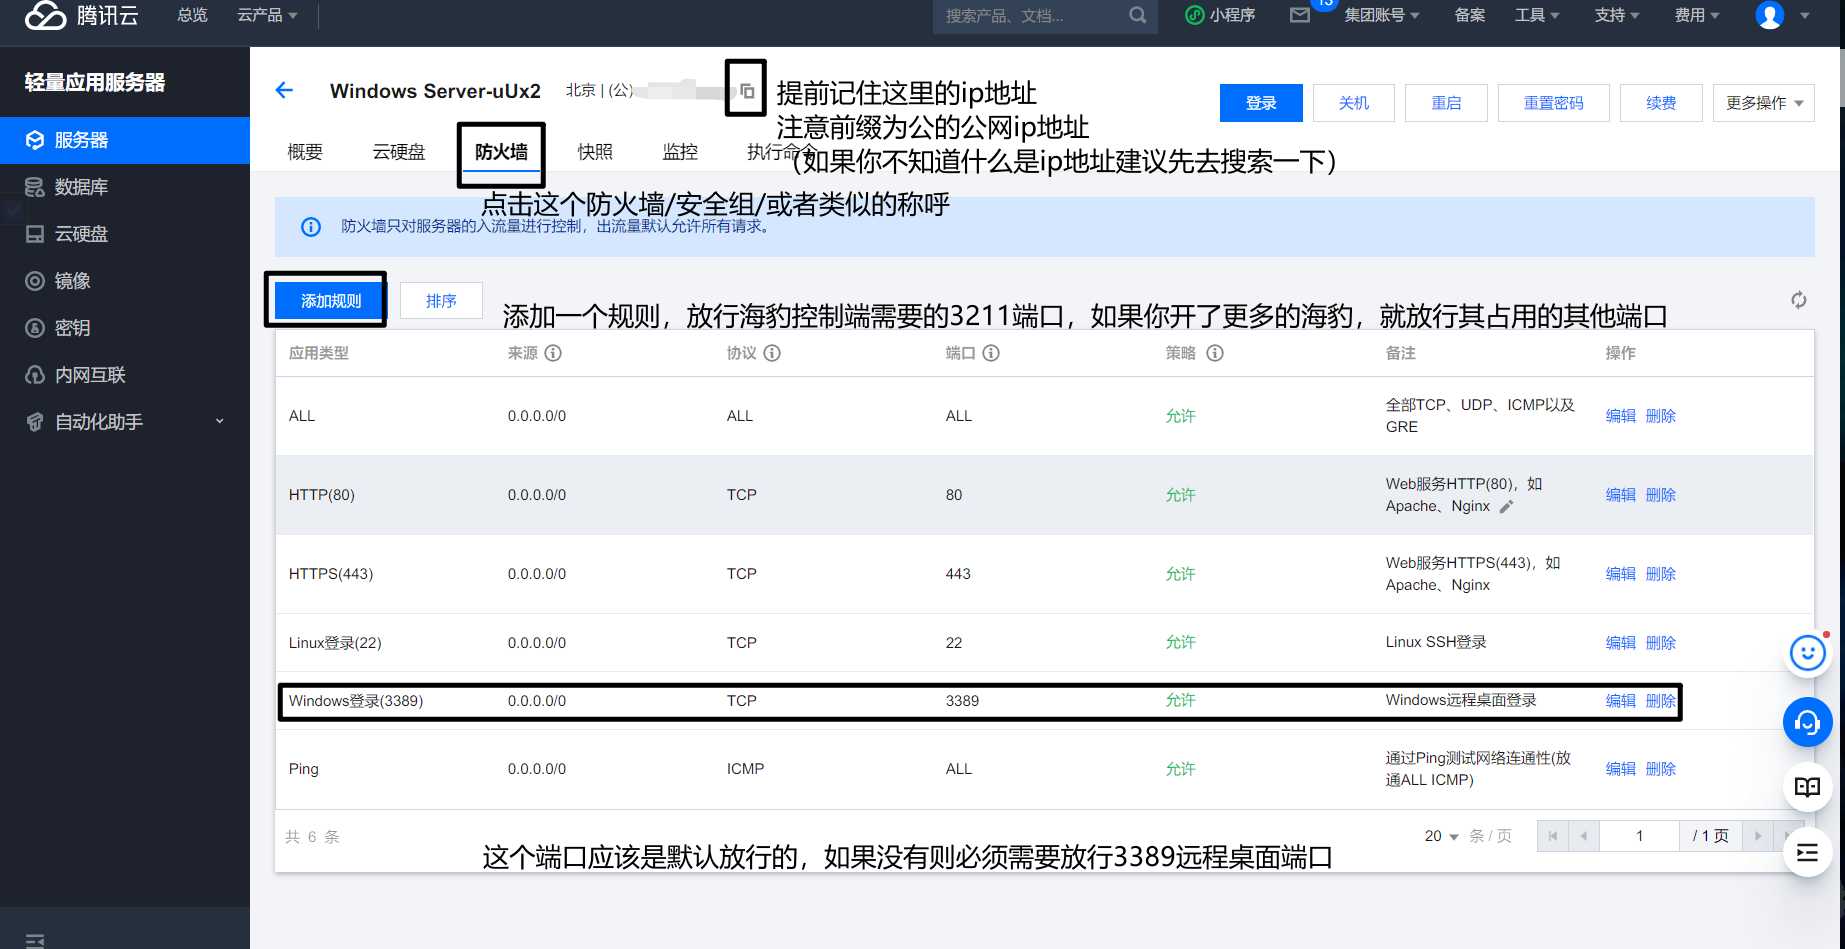 腾讯云
总览
云产品
搜索产品、文档...
小程序
13
集团账号
备案
工具
支持
费用
轻量应用服务器
服务器
数据库
云硬盘
镜像
密钥
内网互联
自动化助手
Windows Server-uUx2
北京 | (公)
提前记住这里的ip地址
注意前缀为公的公网ip地址
（如果你不知道什么是ip地址建议先去搜索一下）
登录
关机
重启
重置密码
续费
更多操作
概要
云硬盘
防火墙
快照
监控
执行命令
点击这个防火墙/安全组/或者类似的称呼
防火墙只对服务器的入流量进行控制，出流量默认允许所有请求。
添加规则
排序
添加一个规则，放行海豹控制端需要的3211端口，如果你开了更多的海豹，就放行其占用的其他端口
应用类型 来源 协议 端口 策略 备注 操作
ALL 0.0.0.0/0 ALL ALL 允许 全部TCP、UDP、ICMP以及
GRE 编辑 删除
HTTP(80) 0.0.0.0/0 TCP 80 允许 Web服务HTTP(80)，如
Apache、Nginx 编辑 删除
HTTPS(443) 0.0.0.0/0 TCP 443 允许 Web服务HTTPS(443)，如
Apache、Nginx 编辑 删除
Linux登录(22) 0.0.0.0/0 TCP 22 允许 Linux SSH登录 编辑 删除
Windows登录(3389) 0.0.0.0/0 TCP 3389 允许 Windows远程桌面登录 编辑 删除
Ping 0.0.0.0/0 ICMP ALL 允许 通过Ping测试网络连通性(放
通ALL ICMP) 编辑 删除
共 6 条
20 条 / 页
1 / 1 页
这个端口应该是默认放行的，如果没有则必须需要放行3389远程桌面端口